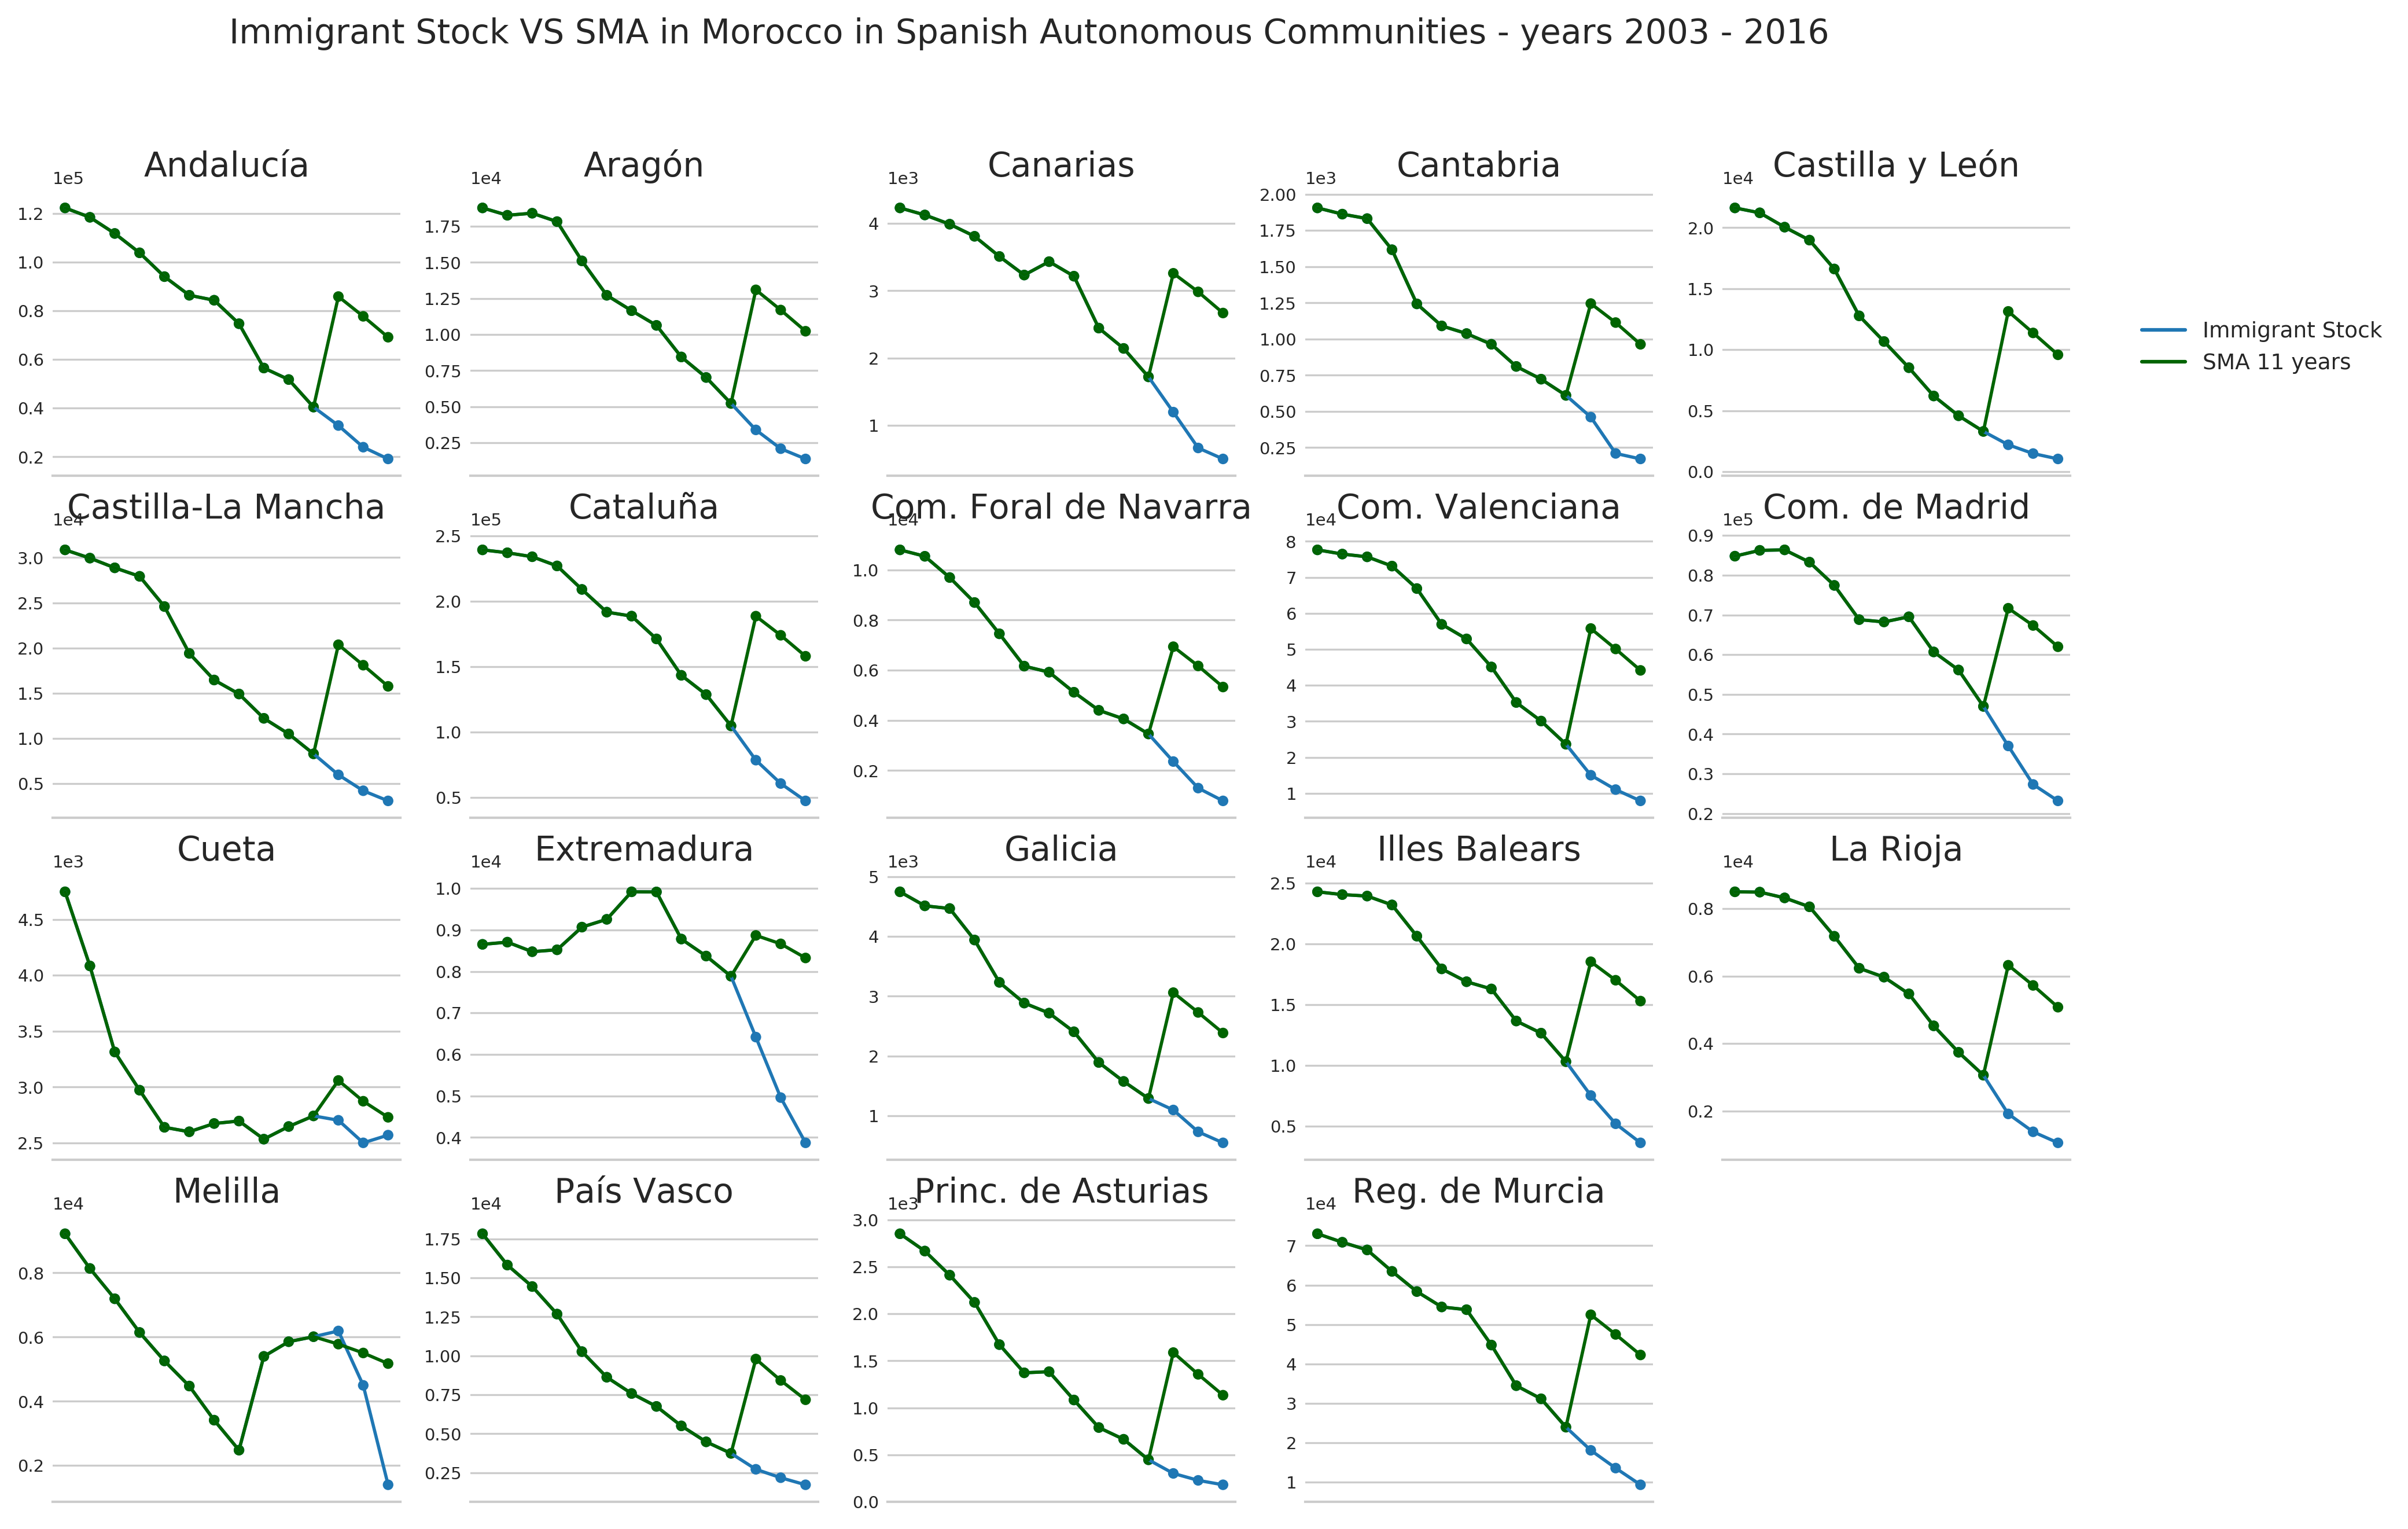 Immigrant Stock VS SMA in Morocco in Spanish Autonomous Communities - years 2003 - 2016
Andalucía
1e5
1.2
1.0
0.8
0.6
0.4
0.2
Aragón
1e4
1.75
1.50
1.25
1.00
0.75
0.50
0.25
Canarias
1e3
4
3
2
1
Cantabria
1e3
2.00
1.75
1.50
1.25
1.00
0.75
0.50
0.25
Castilla y León
1e4
2.0
1.5
1.0
0.5
0.0
Immigrant Stock
SMA 11 years
Castilla-La Mancha
1e4
3.0
2.5
2.0
1.5
1.0
0.5
Cataluña
1e5
2.5
2.0
1.5
1.0
0.5
Com. Foral de Navarra
1e4
1.0
0.8
0.6
0.4
0.2
Com. Valenciana
1e4
8
7
6
5
4
3
2
1
Com. de Madrid
1e5
0.9
0.8
0.7
0.6
0.5
0.4
0.3
0.2
Cueta
1e3
4.5
4.0
3.5
3.0
2.5
Extremadura
1e4
1.0
0.9
0.8
0.7
0.6
0.5
0.4
Galicia
1e3
5
4
3
2
1
Illes Balears
1e4
2.5
2.0
1.5
1.0
0.5
La Rioja
1e4
0.8
0.6
0.4
0.2
Melilla
1e4
0.8
0.6
0.4
0.2
País Vasco
1e4
1.75
1.50
1.25
1.00
0.75
0.50
0.25
Princ. de Asturias
1e3
3.0
2.5
2.0
1.5
1.0
0.5
0.0
Reg. de Murcia
1e4
7
6
5
4
3
2
1